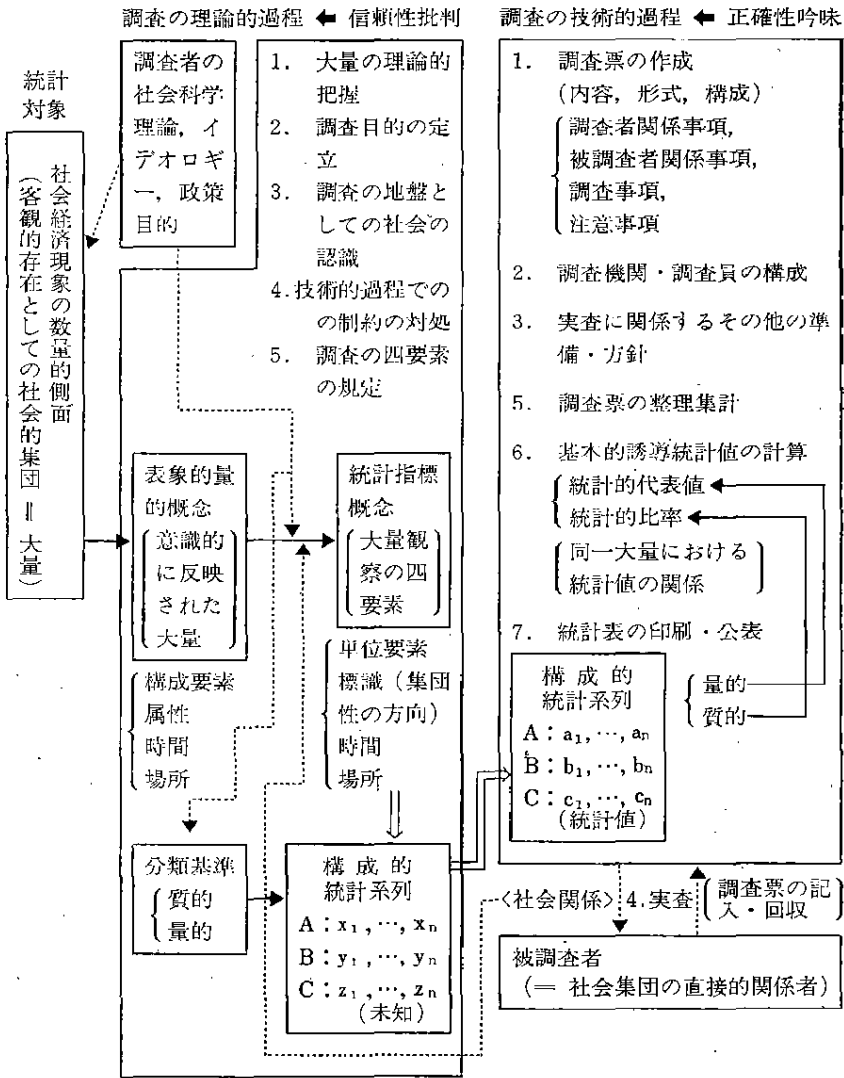 調査の理論的過程 ← 信頼性批判
調査の技術的過程 ← 正確性吟味
統計
対象
社会経済現象の数量的側面
(客観的存在としての社会的集団 ‖ 大量)
調査者の
社会科学
理論，イ
デオロギ
ー，政策
目的
1. 大量の理論的
把握
2. 調査目的の定
立
3. 調査の地盤と
しての社会の
認識
4.技術的過程での
の制約の対処
5. 調査の四要素
の規定
表象的量
的概念
意識的
に反映
された
大量
構成要素
属性
時間
場所
統計指標
概念
大量観
察の四
要素
単位要素
標識（集団
性の方向）
時間
場所
分類基準
質的
量的
構成的
統計系列
A：x₁，…，xₙ
B：y₁，…，yₙ
C：z₁，…，zₙ
(未知)
1. 調査票の作成
(内容，形式，構成)
調査者関係事項，
被調査者関係事項，
調査事項，
注意事項
2. 調査機関・調査員の構成
3. 実査に関係するその他の準
備・方針
5. 調査票の整理集計
6. 基本的誘導統計値の計算
統計的代表値
統計的比率
同一大量における
統計値の関係
7. 統計表の印刷・公表
構成的
統計系列
A：a₁，…，aₙ
B：b₁，…，bₙ
C：c₁，…，cₙ
(統計値)
量的
質的
<社会関係> 4.実査
調査票の記
入・回収
被調査者
(＝ 社会集団の直接的関係者)